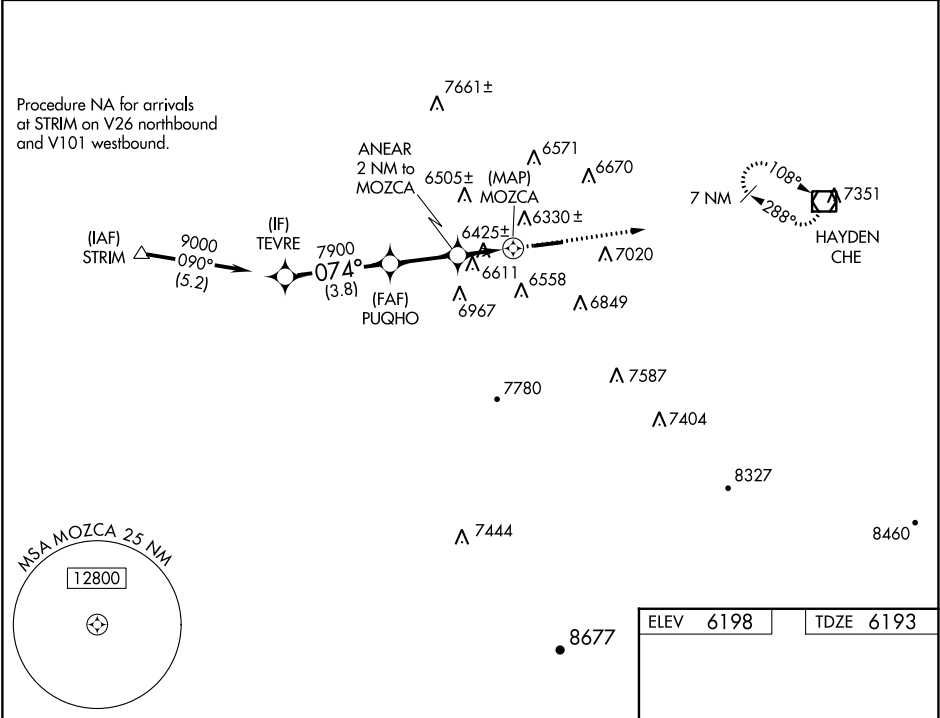 7661±
Procedure NA for arrivals
at STRIM on V26 northbound
and V101 westbound.
ANEAR
2 NM to
MOZCA
6571
6670
6505±
(MAP)
MOZCA
108°
7 NM
288°
7351
HAYDEN
CHE
6330±
(IAF)
STRIM
9000
090°
(5.2)
(IF)
TEVRE
7900
074°
(3.8)
6425±
7020
6611
6558
6849
(FAF)
PUQHO
6967
7587
7780
7404
8327
8460
7444
MSA MOZCA 25 NM
12800
8677
ELEV 6198
TDZE 6193